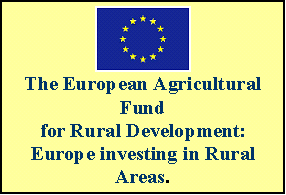 The European Agricultural
Fund
for Rural Development:
Europe investing in Rural
Areas.